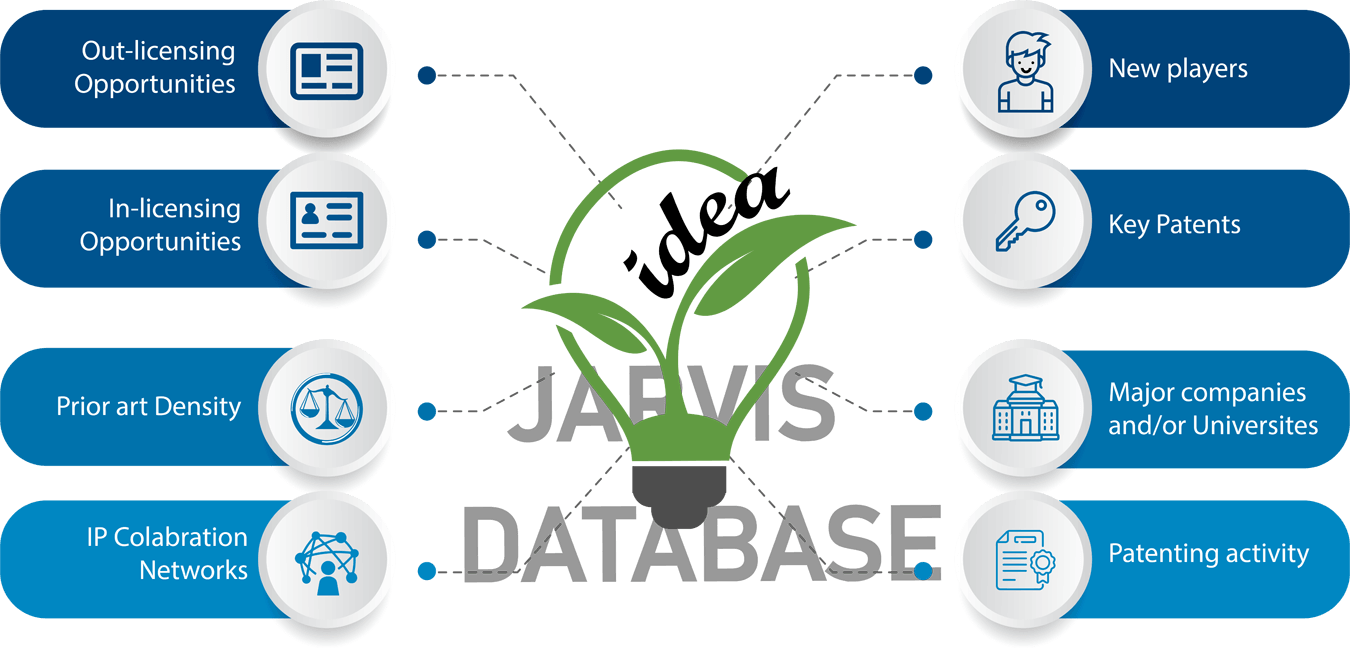 Out-licensing
Opportunities
In-licensing
Opportunities
Prior art Density
IP Colabration
Networks
idea
JARVIS
DATABASE
New players
Key Patents
Major companies
and/or Universites
Patenting activity